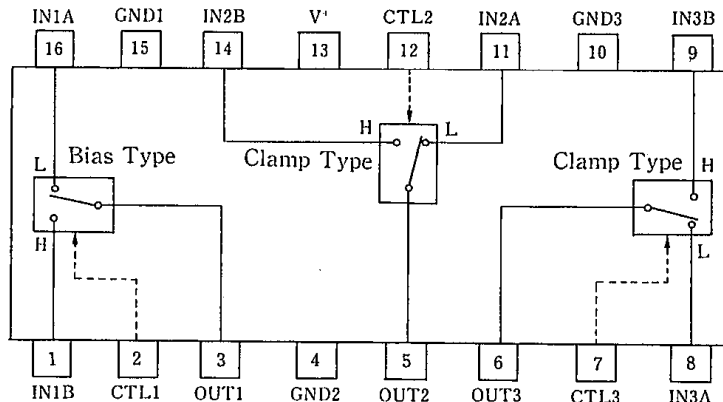 IN1A GND1 IN2B V+ CTL2 IN2A GND3 IN3B
16 15 14 13 12 11 10 9
H L
L Bias Type Clamp Type Clamp Type H
H L
1 2 3 4 5 6 7 8
IN1B CTL1 OUT1 GND2 OUT2 OUT3 CTL3 IN3A